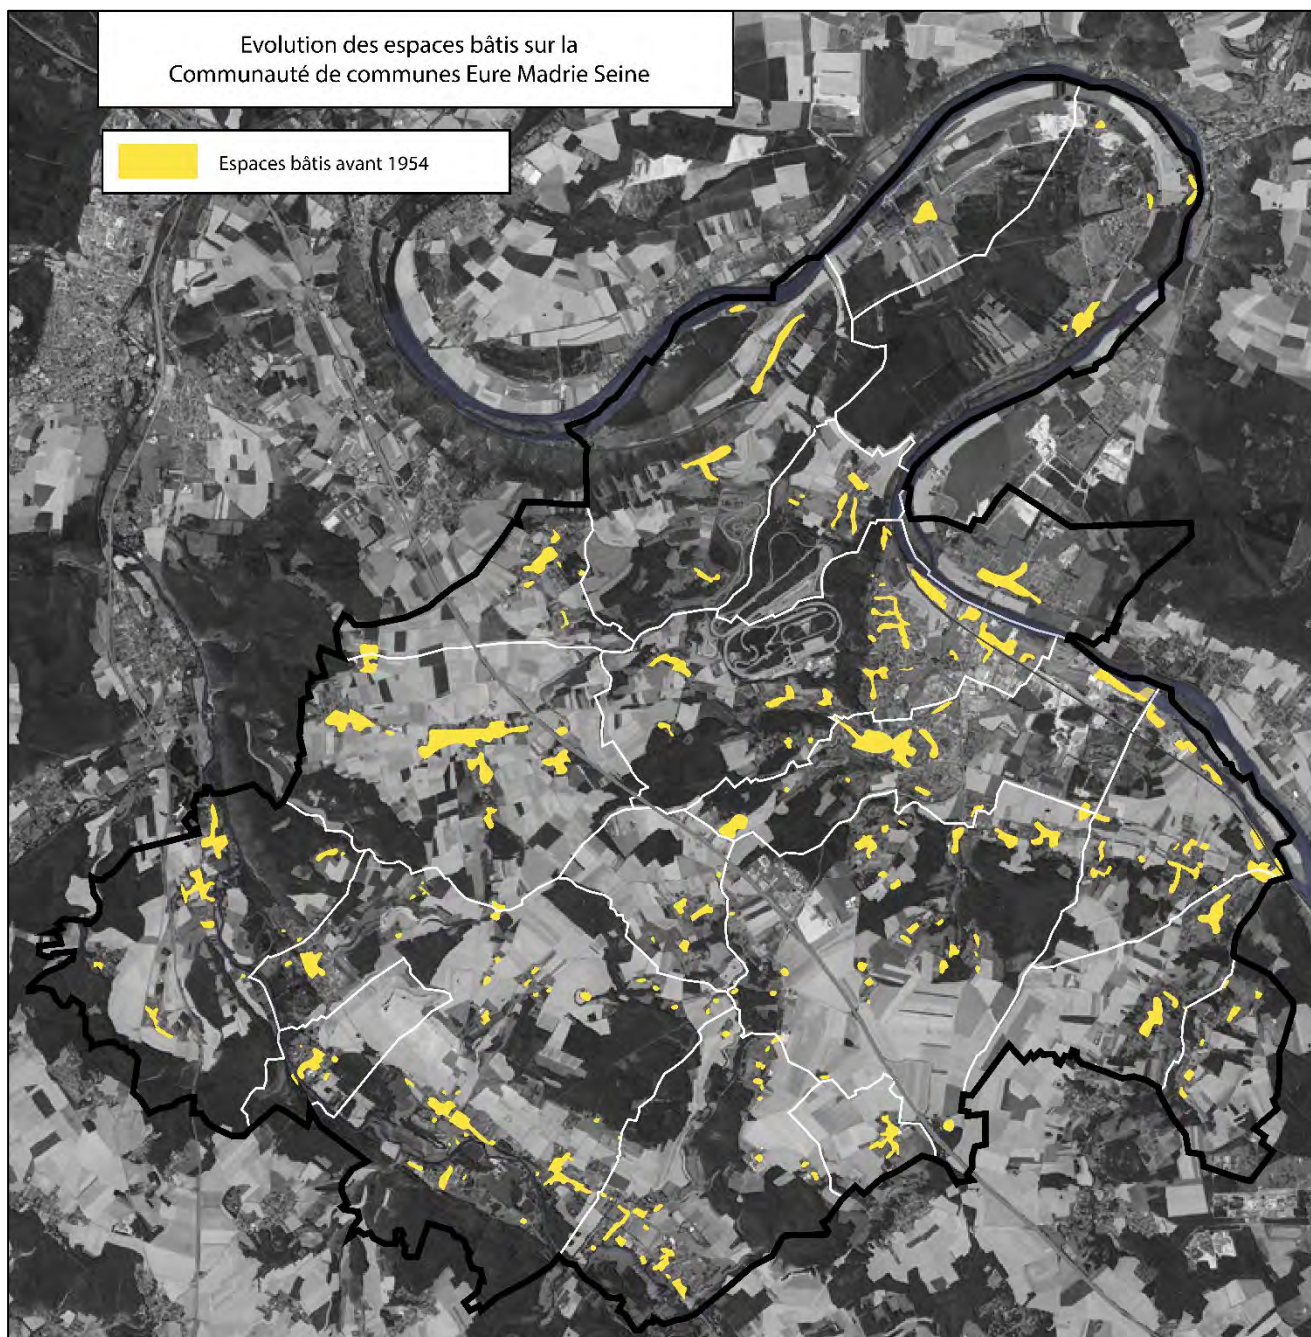 Evolution des espaces bâtis sur la
Communauté de communes Eure Madrie Seine
Espaces bâtis avant 1954